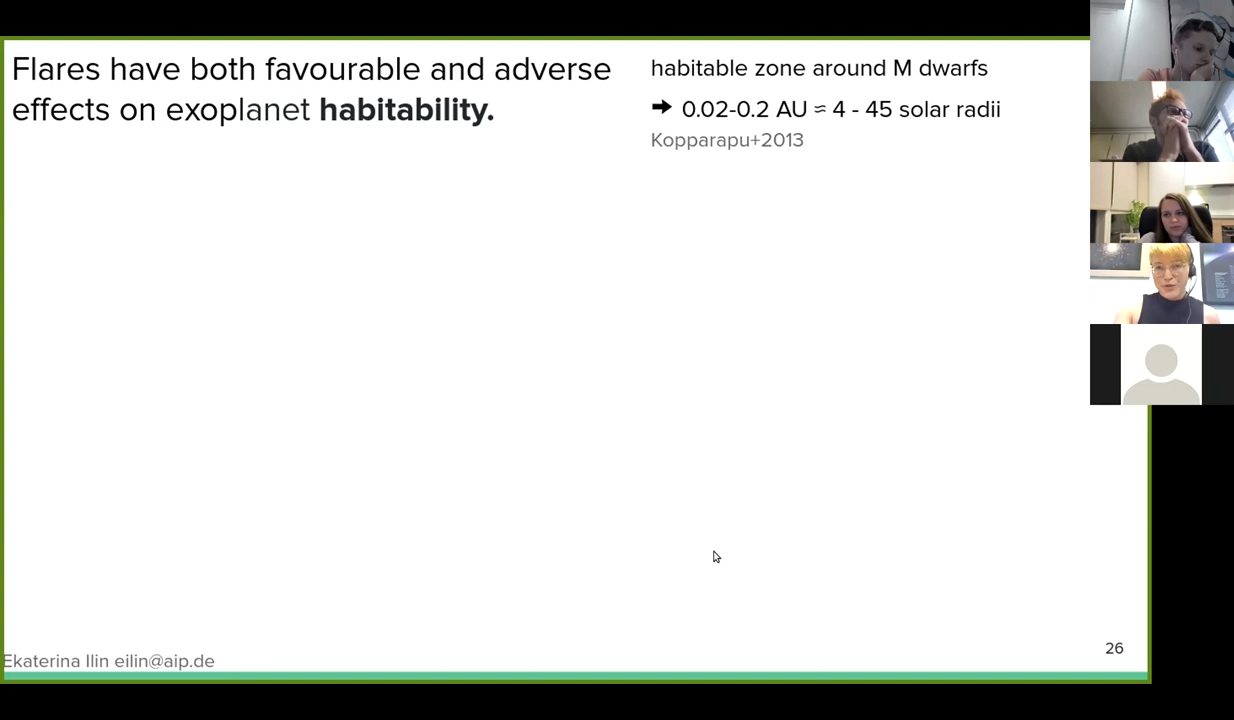 Flares have both favourable and adverse
effects on exoplanet habitability.
habitable zone around M dwarfs
🡆 0.02-0.2 AU ≂ 4 - 45 solar radii
Kopparapu+2013
26
Ekaterina Ilin eilin@aip.de